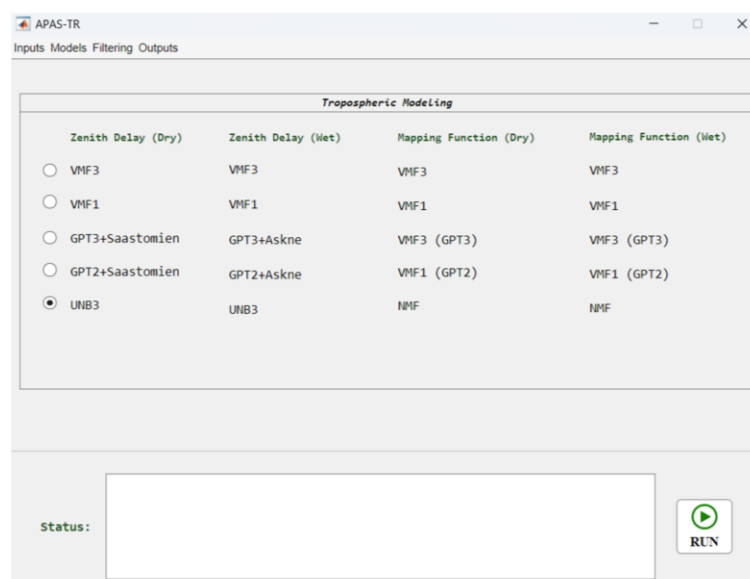 APAS-TR
Inputs Models Filtering Outputs
Tropospheric Modeling
Zenith Delay (Dry) Zenith Delay (Wet) Mapping Function (Dry) Mapping Function (Wet)
VMF3 VMF3 VMF3 VMF3
VMF1 VMF1 VMF1 VMF1
GPT3+Saastomien GPT3+Askne VMF3 (GPT3) VMF3 (GPT3)
GPT2+Saastomien GPT2+Askne VMF1 (GPT2) VMF1 (GPT2)
UNB3 UNB3 NMF NMF
Status:
RUN